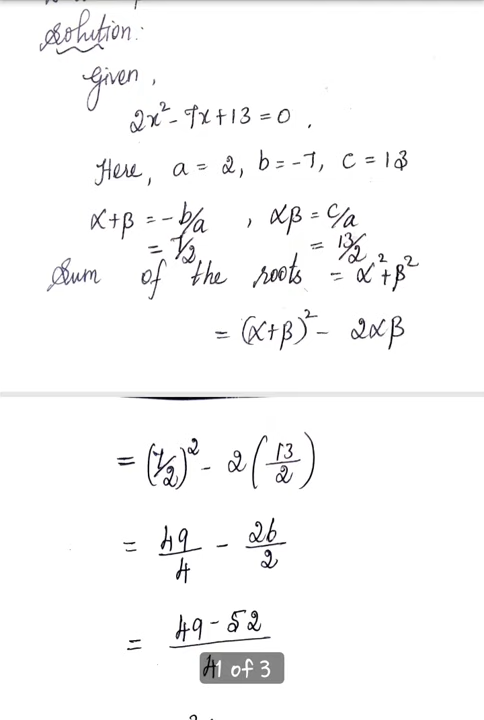 Solution:
Given,
2x² - 7x + 13 = 0.
Here, a = 2, b = -7, c = 13
α+β = -b/a , αβ = c/a
= 7/2 = 13/2
Sum of the roots = α² + β²
= (α+β)² - 2αβ
= (7/2)² - 2(13/2)
= 49/4 - 26/2
= 49 - 52
1 of 3